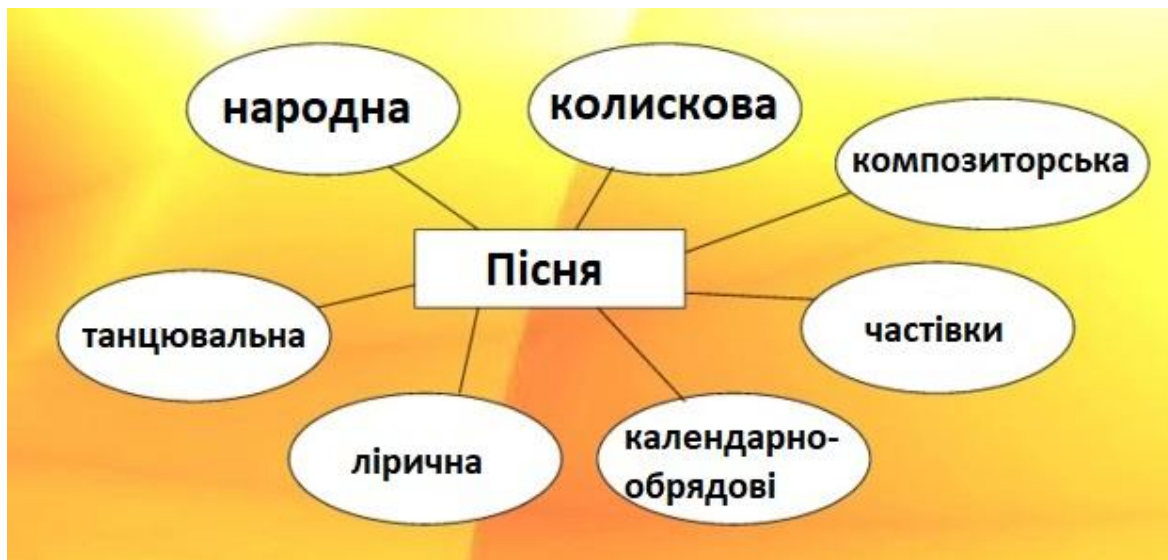 народна
колискова
композиторська
Пісня
танцювальна
частівки
лірична
календарно-
обрядові